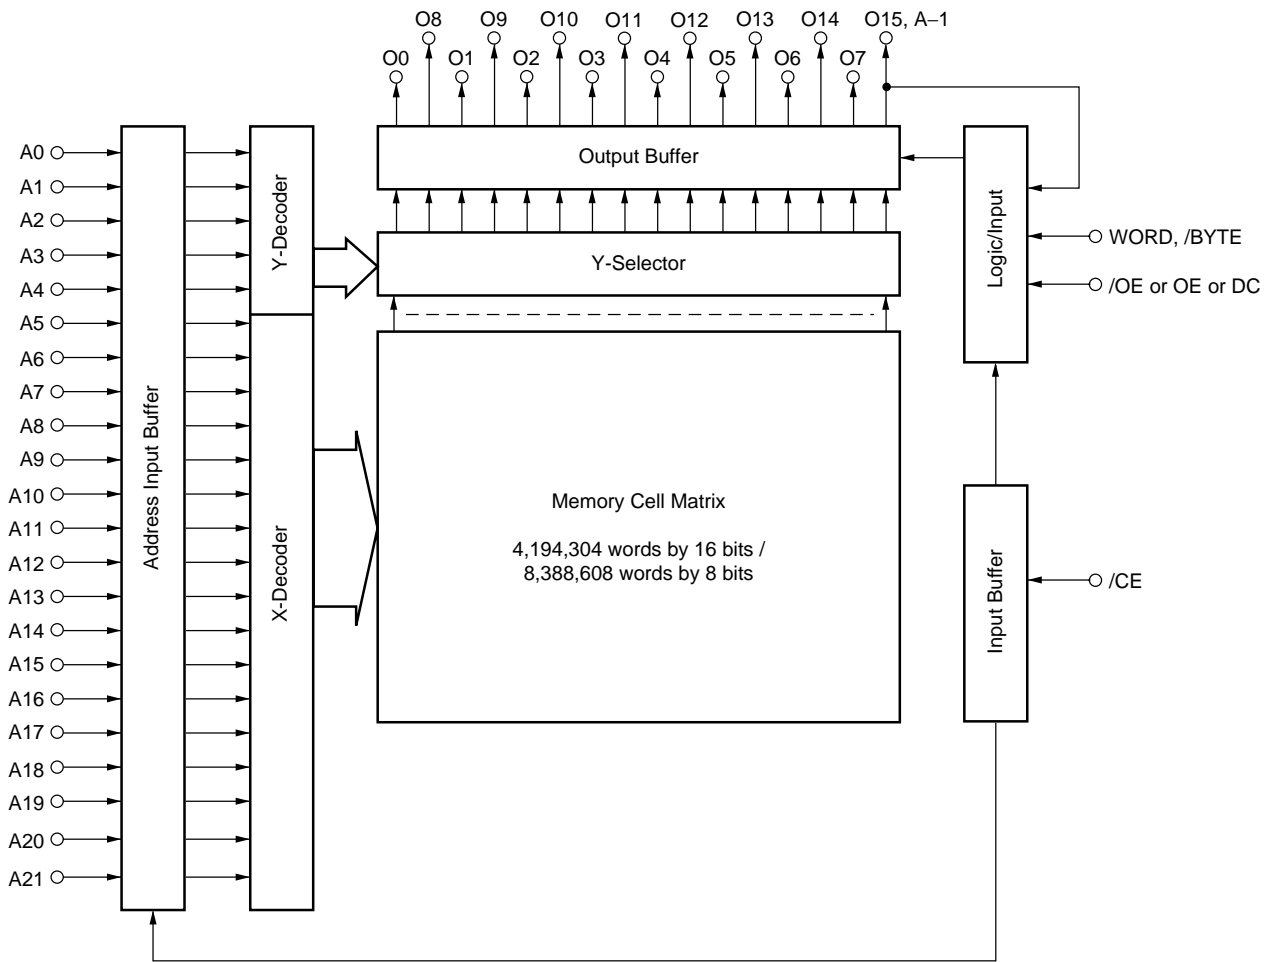 O8 O9 O10 O11 O12 O13 O14 O15, A–1
O0 O1 O2 O3 O4 O5 O6 O7
A0
A1
A2
A3
A4
A5
A6
A7
A8
A9
A10
A11
A12
A13
A14
A15
A16
A17
A18
A19
A20
A21
Address Input Buffer
Y-Decoder
X-Decoder
Output Buffer
Y-Selector
Memory Cell Matrix
4,194,304 words by 16 bits /
8,388,608 words by 8 bits
Logic/Input
WORD, /BYTE
/OE or OE or DC
Input Buffer
/CE